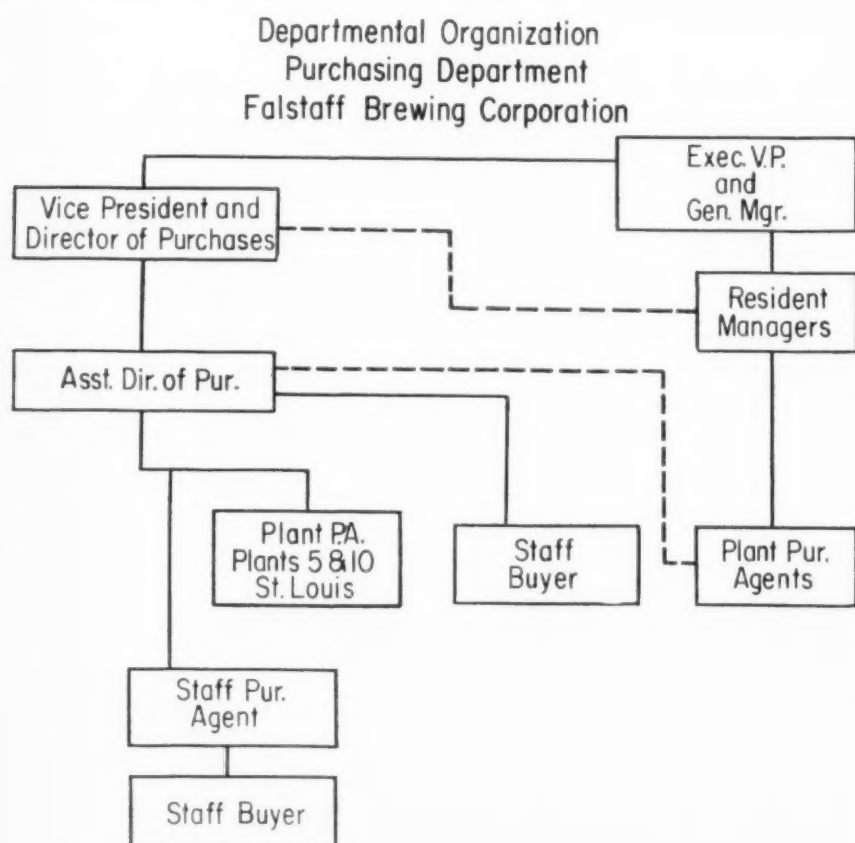 Departmental Organization
Purchasing Department
Falstaff Brewing Corporation
Exec. V.P.
and
Gen. Mgr.
Vice President and
Director of Purchases
Resident
Managers
Asst. Dir. of Pur.
Plant P.A.
Plants 5 & 10
St. Louis
Staff
Buyer
Plant Pur.
Agents
Staff Pur.
Agent
Staff Buyer